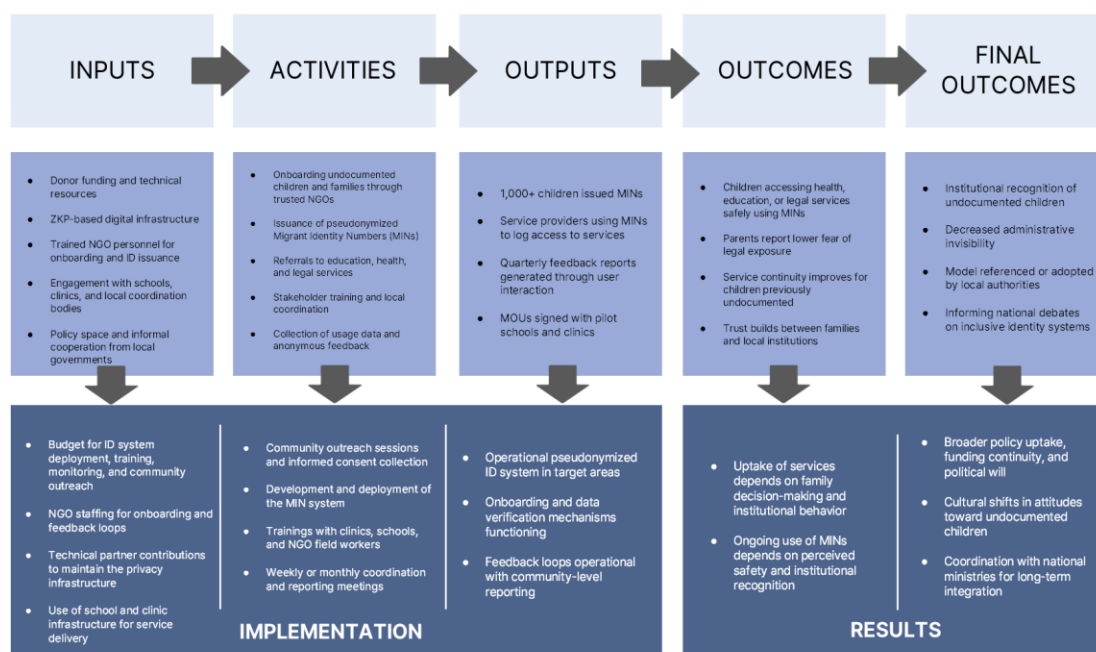 INPUTS
ACTIVITIES
OUTPUTS
OUTCOMES
FINAL
OUTCOMES
• Donor funding and technical
resources
• ZKP-based digital infrastructure
• Trained NGO personnel for
onboarding and ID issuance
• Engagement with schools,
clinics, and local coordination
bodies
• Policy space and informal
cooperation from local
governments
• Onboarding undocumented
children and families through
trusted NGOs
• Issuance of pseudonymized
Migrant Identity Numbers (MINs)
• Referrals to education, health,
and legal services
• Stakeholder training and local
coordination
• Collection of usage data and
anonymous feedback
• 1,000+ children issued MINs
• Service providers using MINs
to log access to services
• Quarterly feedback reports
generated through user
interaction
• MOUs signed with pilot
schools and clinics
• Children accessing health,
education, or legal services
safely using MINs
• Parents report lower fear of
legal exposure
• Service continuity improves for
children previously
undocumented
• Trust builds between families
and local institutions
• Institutional recognition of
undocumented children
• Decreased administrative
invisibility
• Model referenced or adopted
by local authorities
• Informing national debates
on inclusive identity systems
• Budget for ID system
deployment, training,
monitoring, and community
outreach
• NGO staffing for onboarding and
feedback loops
• Technical partner contributions
to maintain the privacy
infrastructure
• Use of school and clinic
infrastructure for service
delivery
• Community outreach sessions
and informed consent collection
• Development and deployment of
the MIN system
• Trainings with clinics, schools,
and NGO field workers
• Weekly or monthly coordination
and reporting meetings
• Operational pseudonymized
ID system in target areas
• Onboarding and data
verification mechanisms
functioning
• Feedback loops operational
with community-level
reporting
IMPLEMENTATION
• Uptake of services
depends on family
decision-making and
institutional behavior
• Ongoing use of MINs
depends on perceived
safety and institutional
recognition
• Broader policy uptake,
funding continuity, and
political will
• Cultural shifts in attitudes
toward undocumented
children
• Coordination with national
ministries for long-term
integration
RESULTS